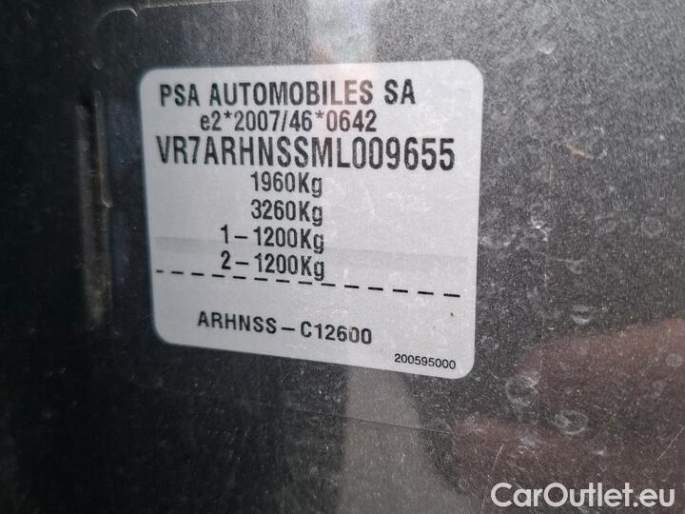 PSA AUTOMOBILES SA
e2*2007/46*0642
VR7ARHNSSML009655
1960Kg
3260Kg
1-1200Kg
2-1200Kg
ARHNSS-C12600
200595000
CarOutlet.eu